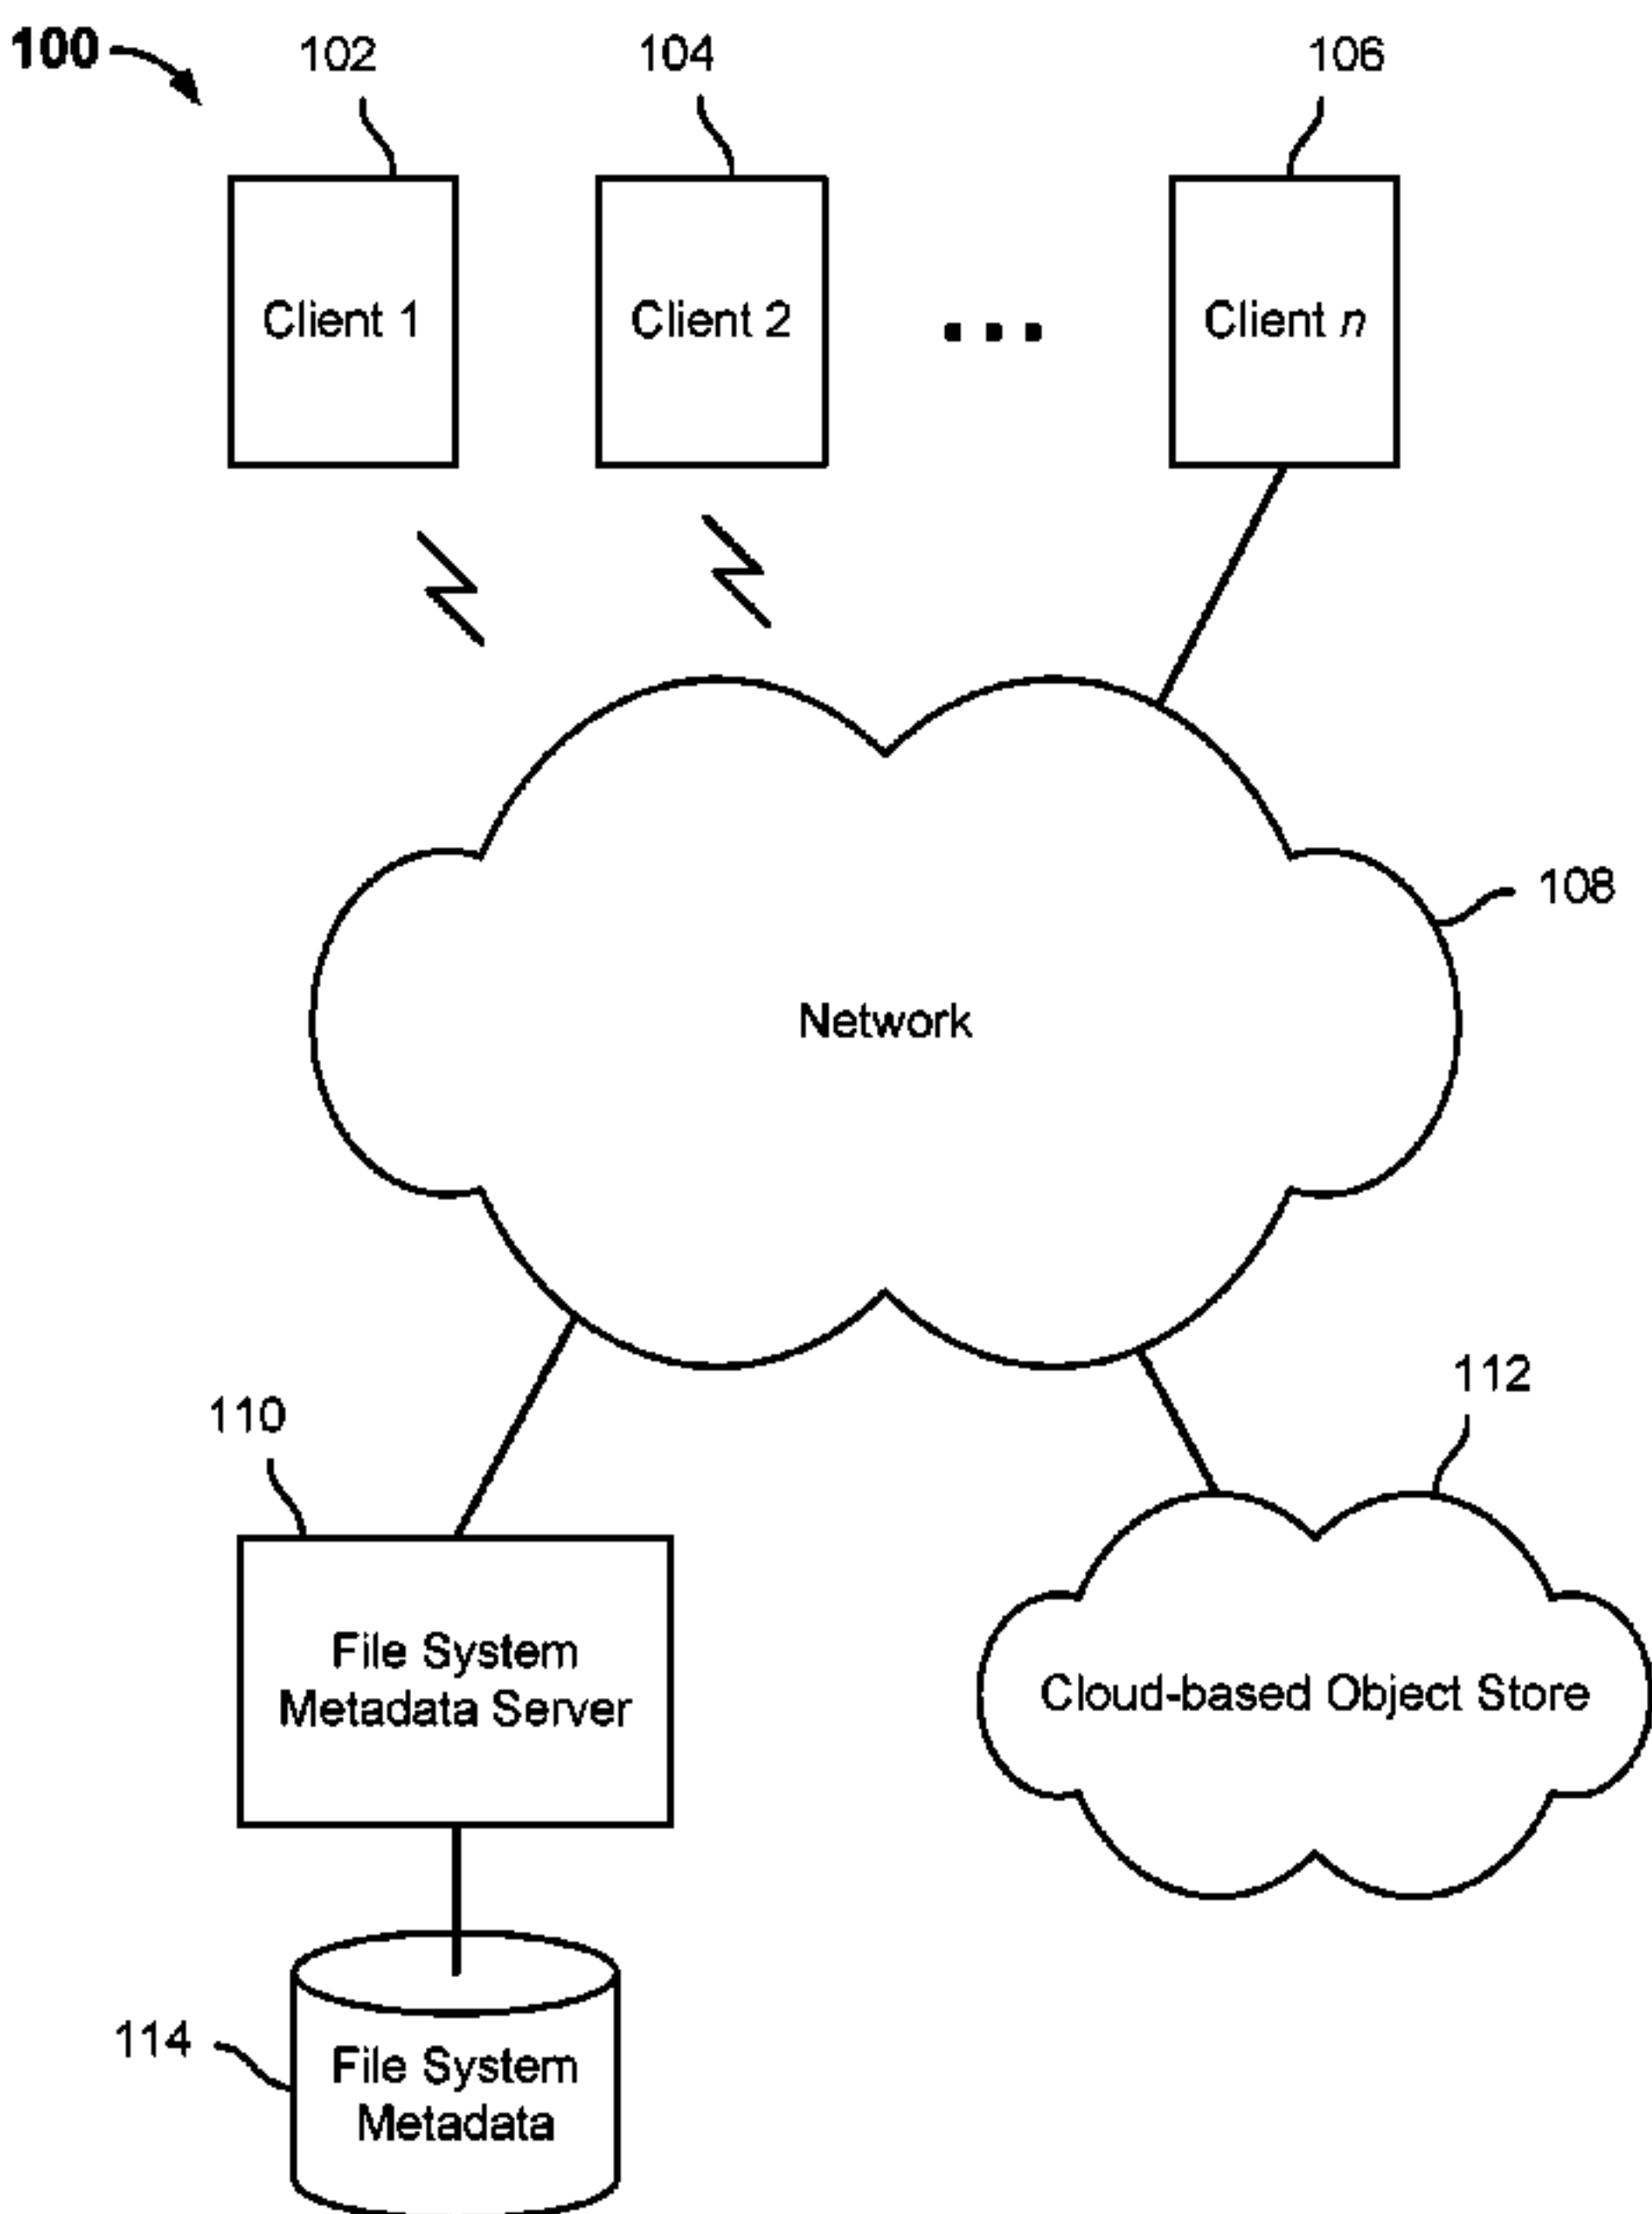 100
102
104
106
Client 1
Client 2
...
Client n
108
Network
112
110
File System
Metadata Server
Cloud-based Object Store
114
File System
Metadata